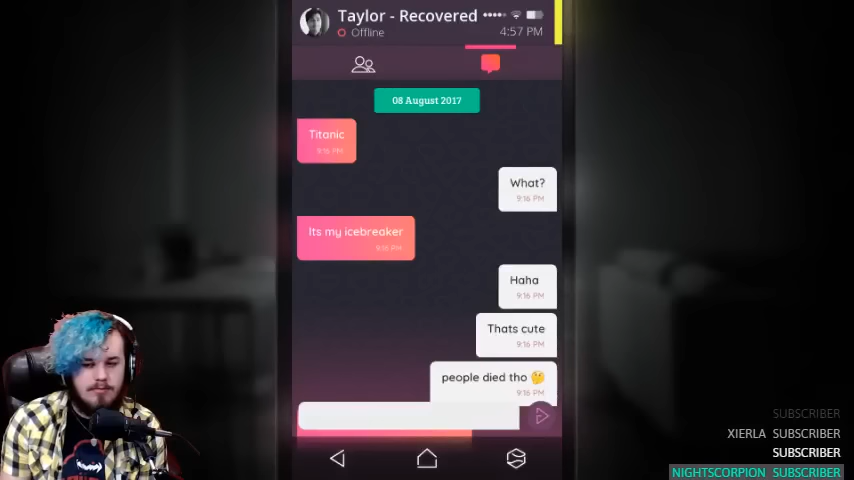 Taylor - Recovered
Offline
4:57 PM
08 August 2017
Titanic
9:16 PM
What?
9:16 PM
Its my icebreaker
9:16 PM
Haha
9:16 PM
Thats cute
9:16 PM
people died tho 🤔
9:16 PM
SUBSCRIBER
XIERLA SUBSCRIBER
SUBSCRIBER
NIGHTSCORPION SUBSCRIBER